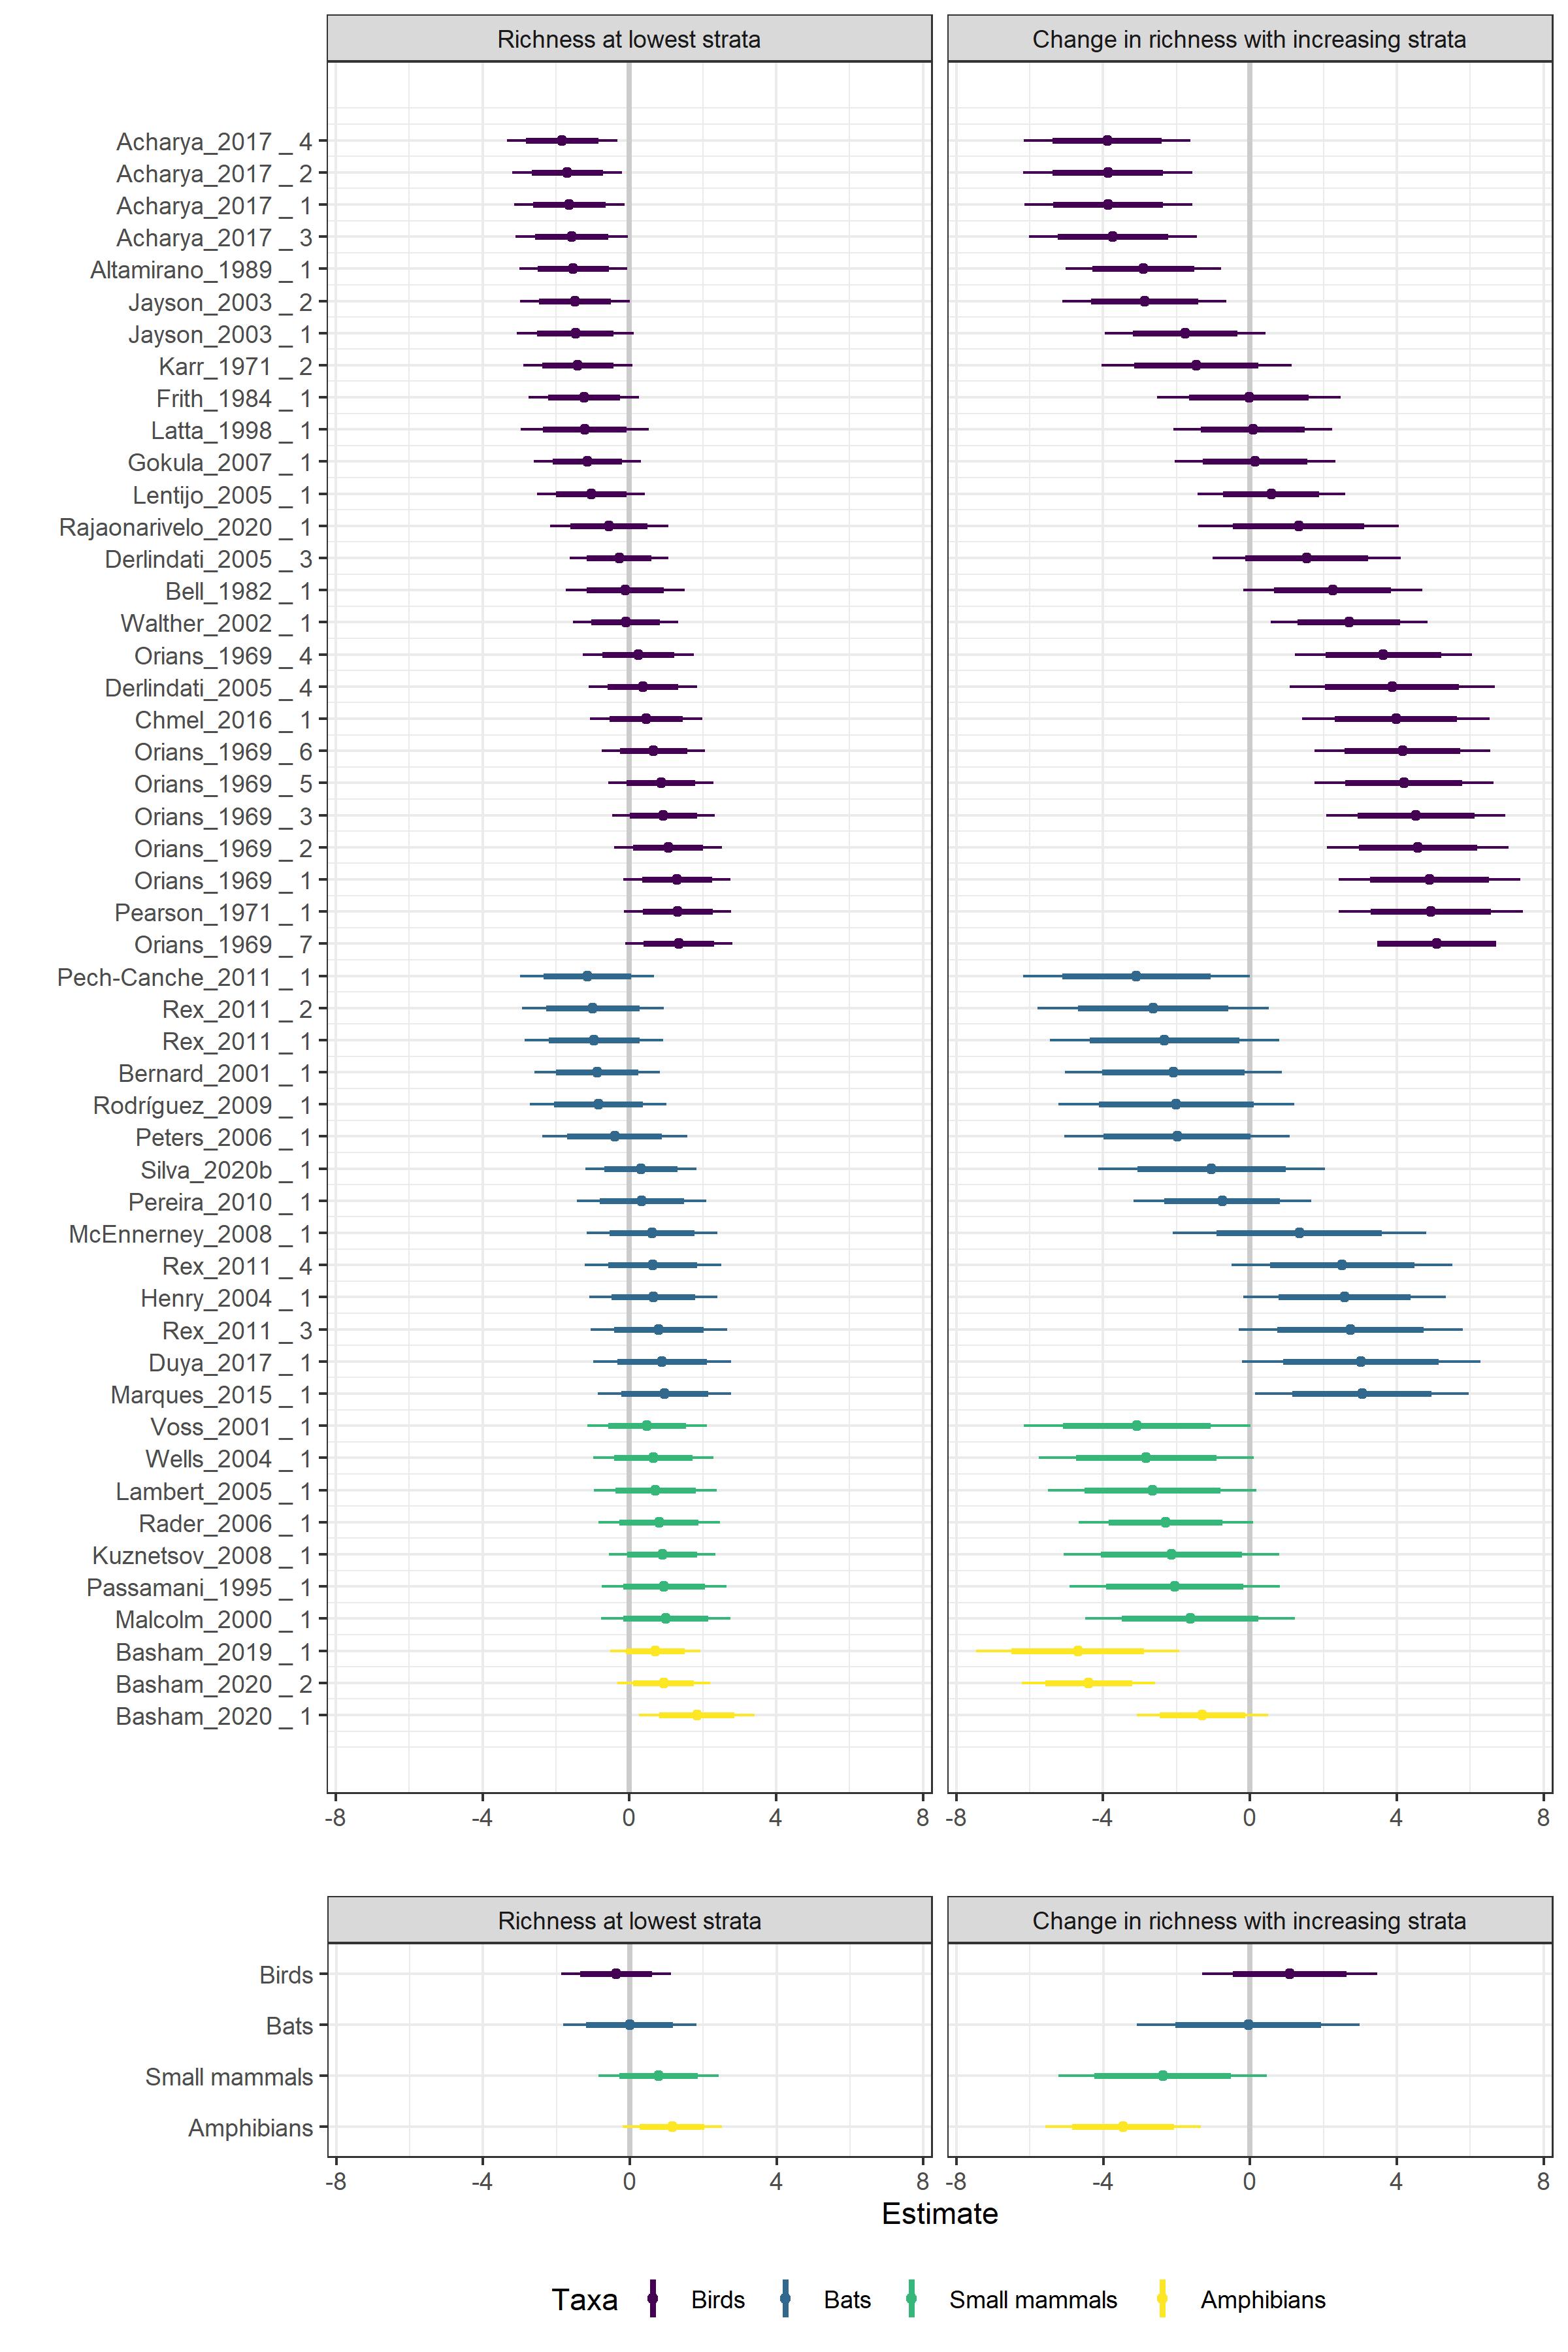 Richness at lowest strata
Change in richness with increasing strata
Acharya_2017 _ 4
Acharya_2017 _ 2
Acharya_2017 _ 1
Acharya_2017 _ 3
Altamirano_1989 _ 1
Jayson_2003 _ 2
Jayson_2003 _ 1
Karr_1971 _ 2
Frith_1984 _ 1
Latta_1998 _ 1
Gokula_2007 _ 1
Lentijo_2005 _ 1
Rajaonarivelo_2020 _ 1
Derlindati_2005 _ 3
Bell_1982 _ 1
Walther_2002 _ 1
Orians_1969 _ 4
Derlindati_2005 _ 4
Chmel_2016 _ 1
Orians_1969 _ 6
Orians_1969 _ 5
Orians_1969 _ 3
Orians_1969 _ 2
Orians_1969 _ 1
Pearson_1971 _ 1
Orians_1969 _ 7
Pech-Canche_2011 _ 1
Rex_2011 _ 2
Rex_2011 _ 1
Bernard_2001 _ 1
Rodríguez_2009 _ 1
Peters_2006 _ 1
Silva_2020b _ 1
Pereira_2010 _ 1
McEnnerney_2008 _ 1
Rex_2011 _ 4
Henry_2004 _ 1
Rex_2011 _ 3
Duya_2017 _ 1
Marques_2015 _ 1
Voss_2001 _ 1
Wells_2004 _ 1
Lambert_2005 _ 1
Rader_2006 _ 1
Kuznetsov_2008 _ 1
Passamani_1995 _ 1
Malcolm_2000 _ 1
Basham_2019 _ 1
Basham_2020 _ 2
Basham_2020 _ 1
-8 -4 0 4 8
-8 -4 0 4 8
Richness at lowest strata
Change in richness with increasing strata
Birds
Bats
Small mammals
Amphibians
-8 -4 0 4 8
-8 -4 0 4 8
Estimate
Taxa Birds Bats Small mammals Amphibians